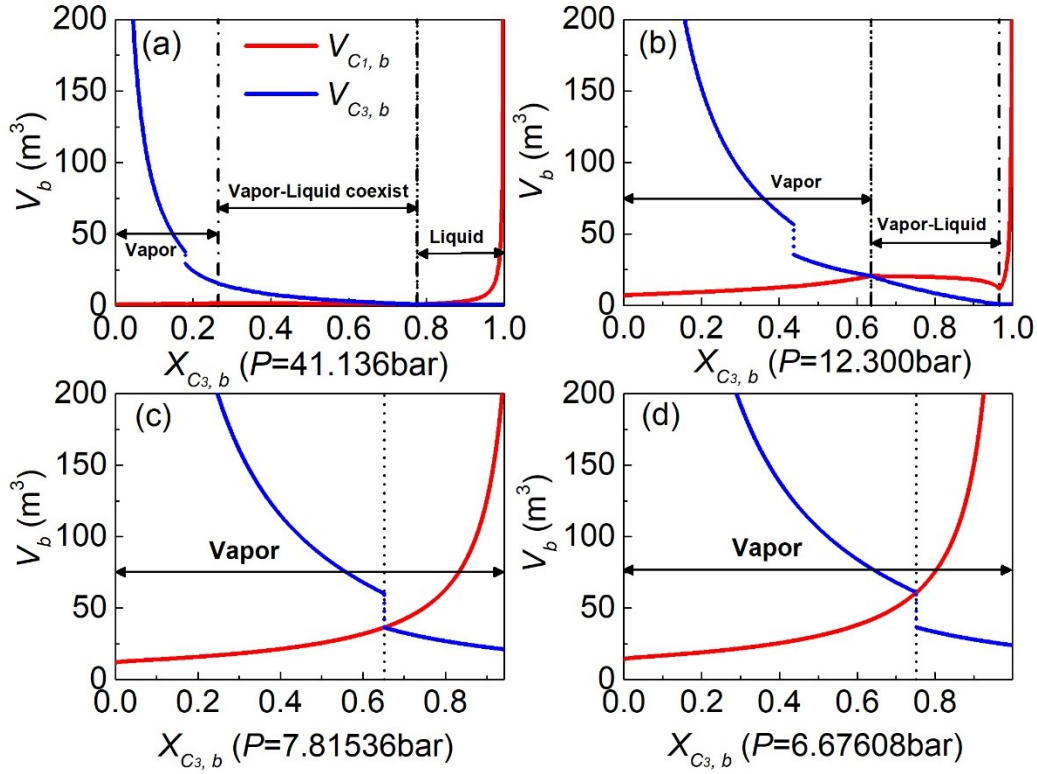 (a)
V_{C1, b}
V_{C3, b}
Vapor-Liquid coexist
Vapor
Liquid
V_b (m³)
200
150
100
50
0
0.0 0.2 0.4 0.6 0.8 1.0
X_{C3, b} (P=41.136bar)
(b)
Vapor
Vapor-Liquid
V_b (m³)
200
150
100
50
0
0.0 0.2 0.4 0.6 0.8 1.0
X_{C3, b} (P=12.300bar)
(c)
Vapor
V_b (m³)
200
150
100
50
0
0.0 0.2 0.4 0.6 0.8
X_{C3, b} (P=7.81536bar)
(d)
Vapor
V_b (m³)
200
150
100
50
0
0.0 0.2 0.4 0.6 0.8
X_{C3, b} (P=6.67608bar)